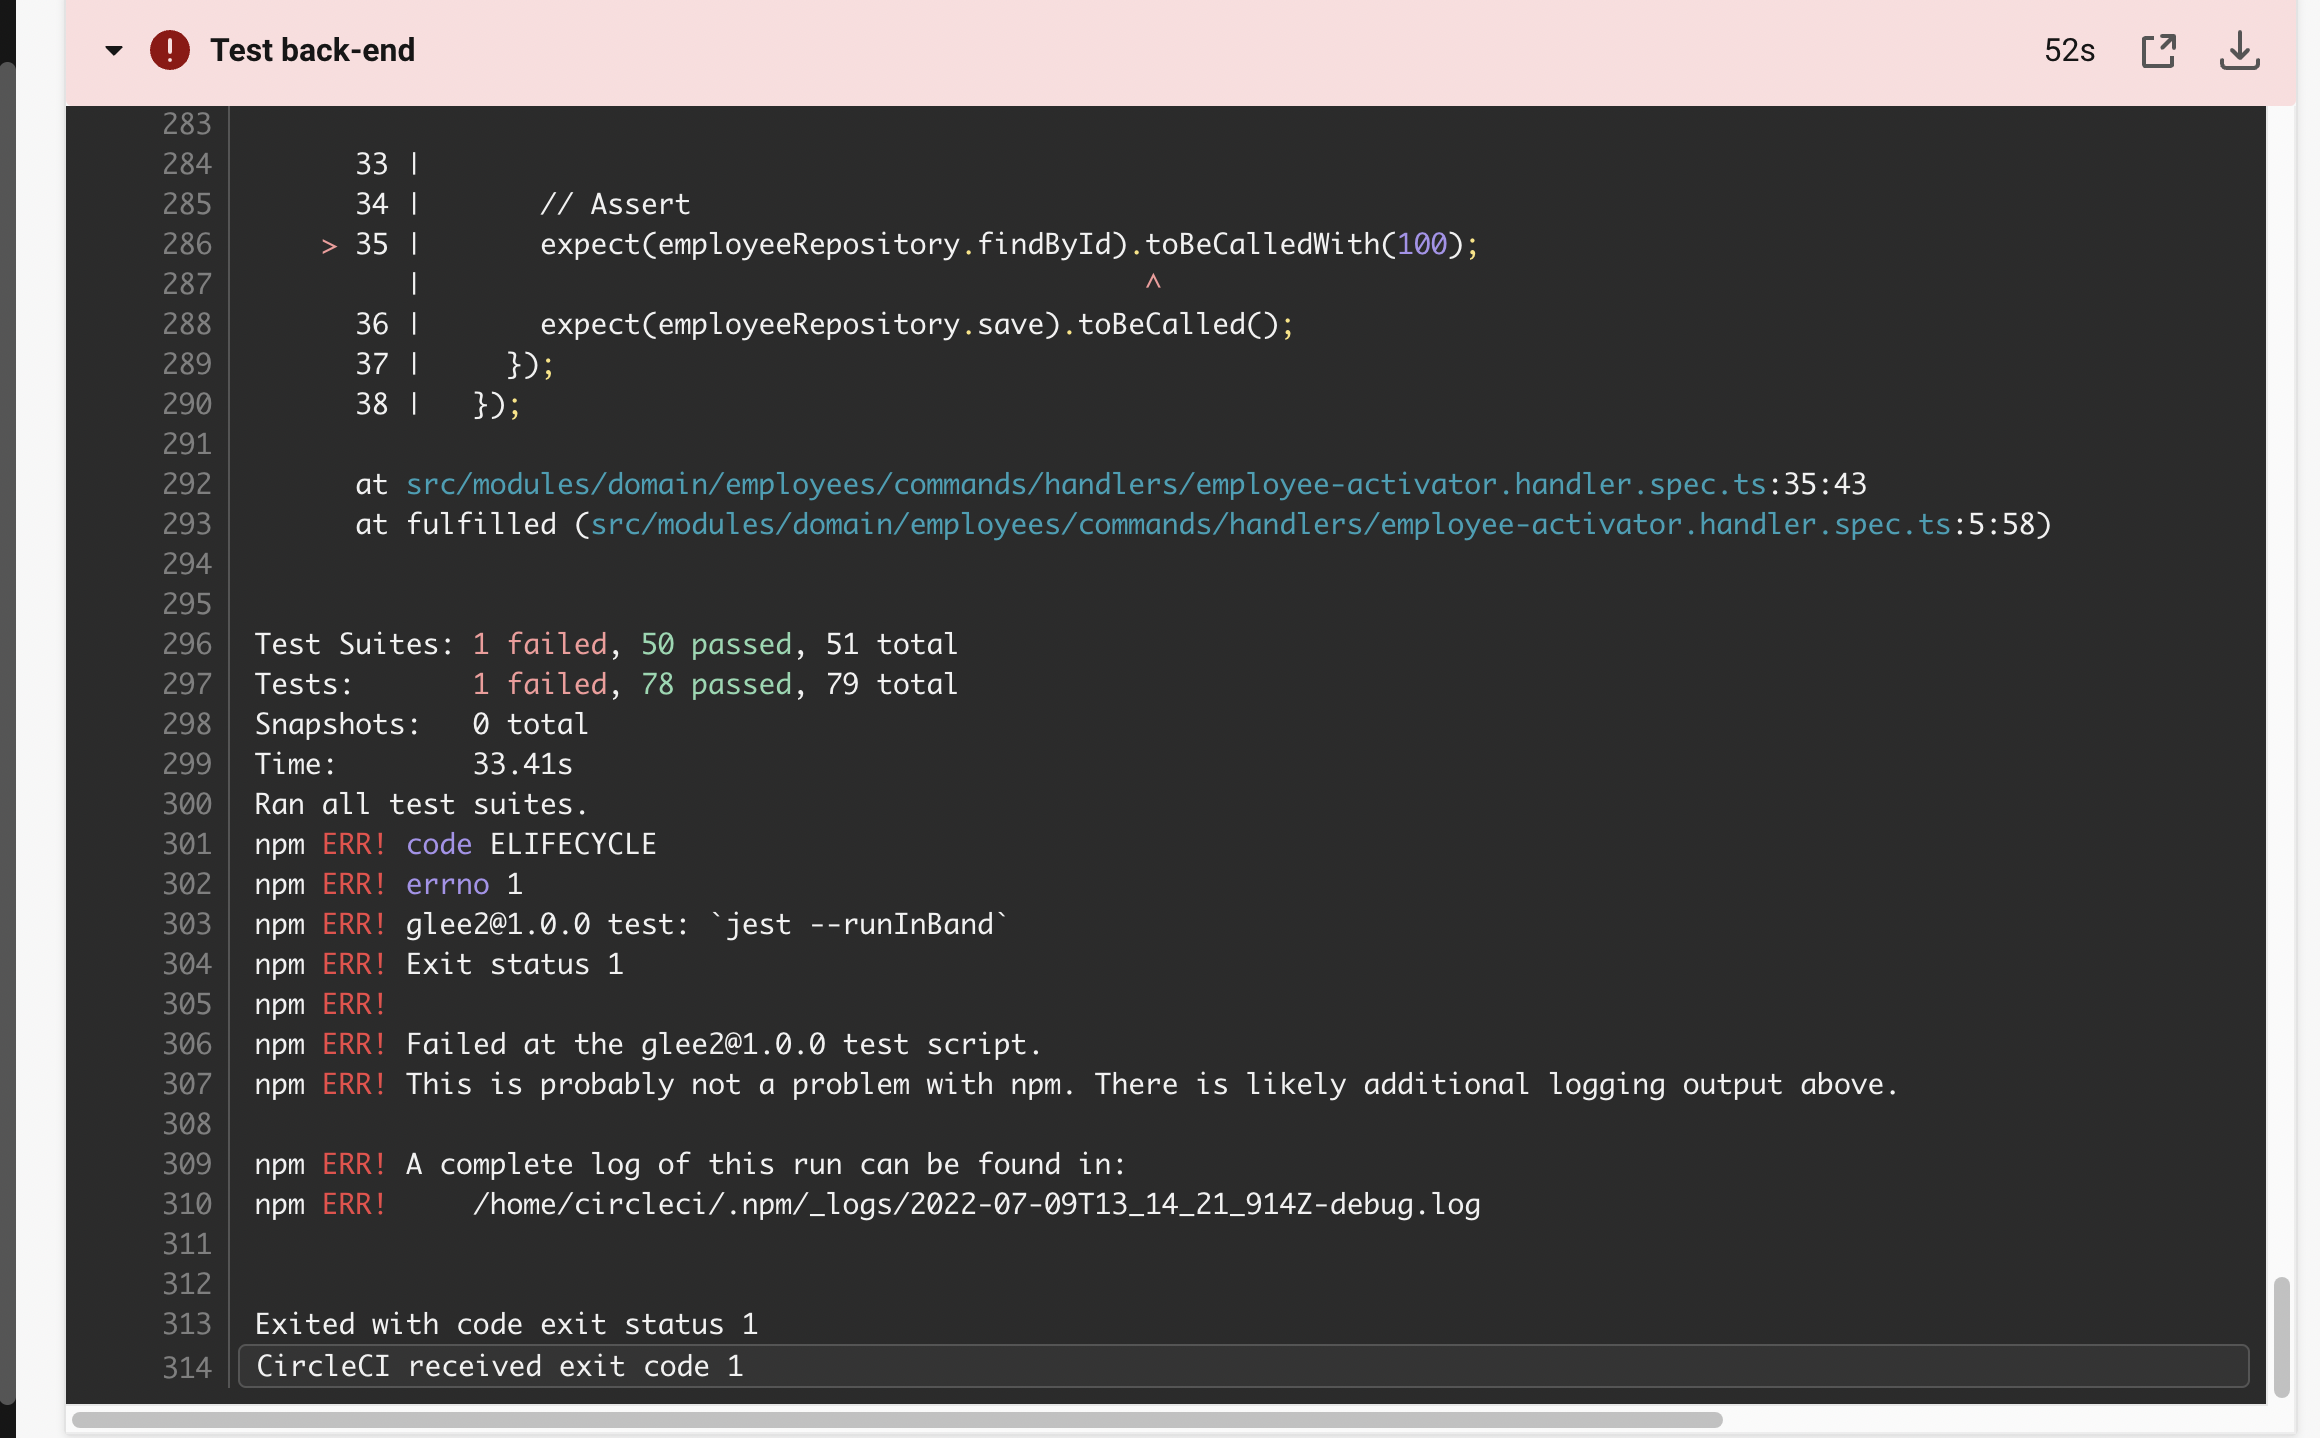 Test back-end 52s
283
284 33 |
285 34 | // Assert
286 > 35 | expect(employeeRepository.findById).toBeCalledWith(100);
287 | ^
288 36 | expect(employeeRepository.save).toBeCalled();
289 37 | });
290 38 | });
291
292 at src/modules/domain/employees/commands/handlers/employee-activator.handler.spec.ts:35:43
293 at fulfilled (src/modules/domain/employees/commands/handlers/employee-activator.handler.spec.ts:5:58)
294
295
296 Test Suites: 1 failed, 50 passed, 51 total
297 Tests: 1 failed, 78 passed, 79 total
298 Snapshots: 0 total
299 Time: 33.41s
300 Ran all test suites.
301 npm ERR! code ELIFECYCLE
302 npm ERR! errno 1
303 npm ERR! glee2@1.0.0 test: `jest --runInBand`
304 npm ERR! Exit status 1
305 npm ERR!
306 npm ERR! Failed at the glee2@1.0.0 test script.
307 npm ERR! This is probably not a problem with npm. There is likely additional logging output above.
308
309 npm ERR! A complete log of this run can be found in:
310 npm ERR! /home/circleci/.npm/_logs/2022-07-09T13_14_21_914Z-debug.log
311
312
313 Exited with code exit status 1
314 CircleCI received exit code 1